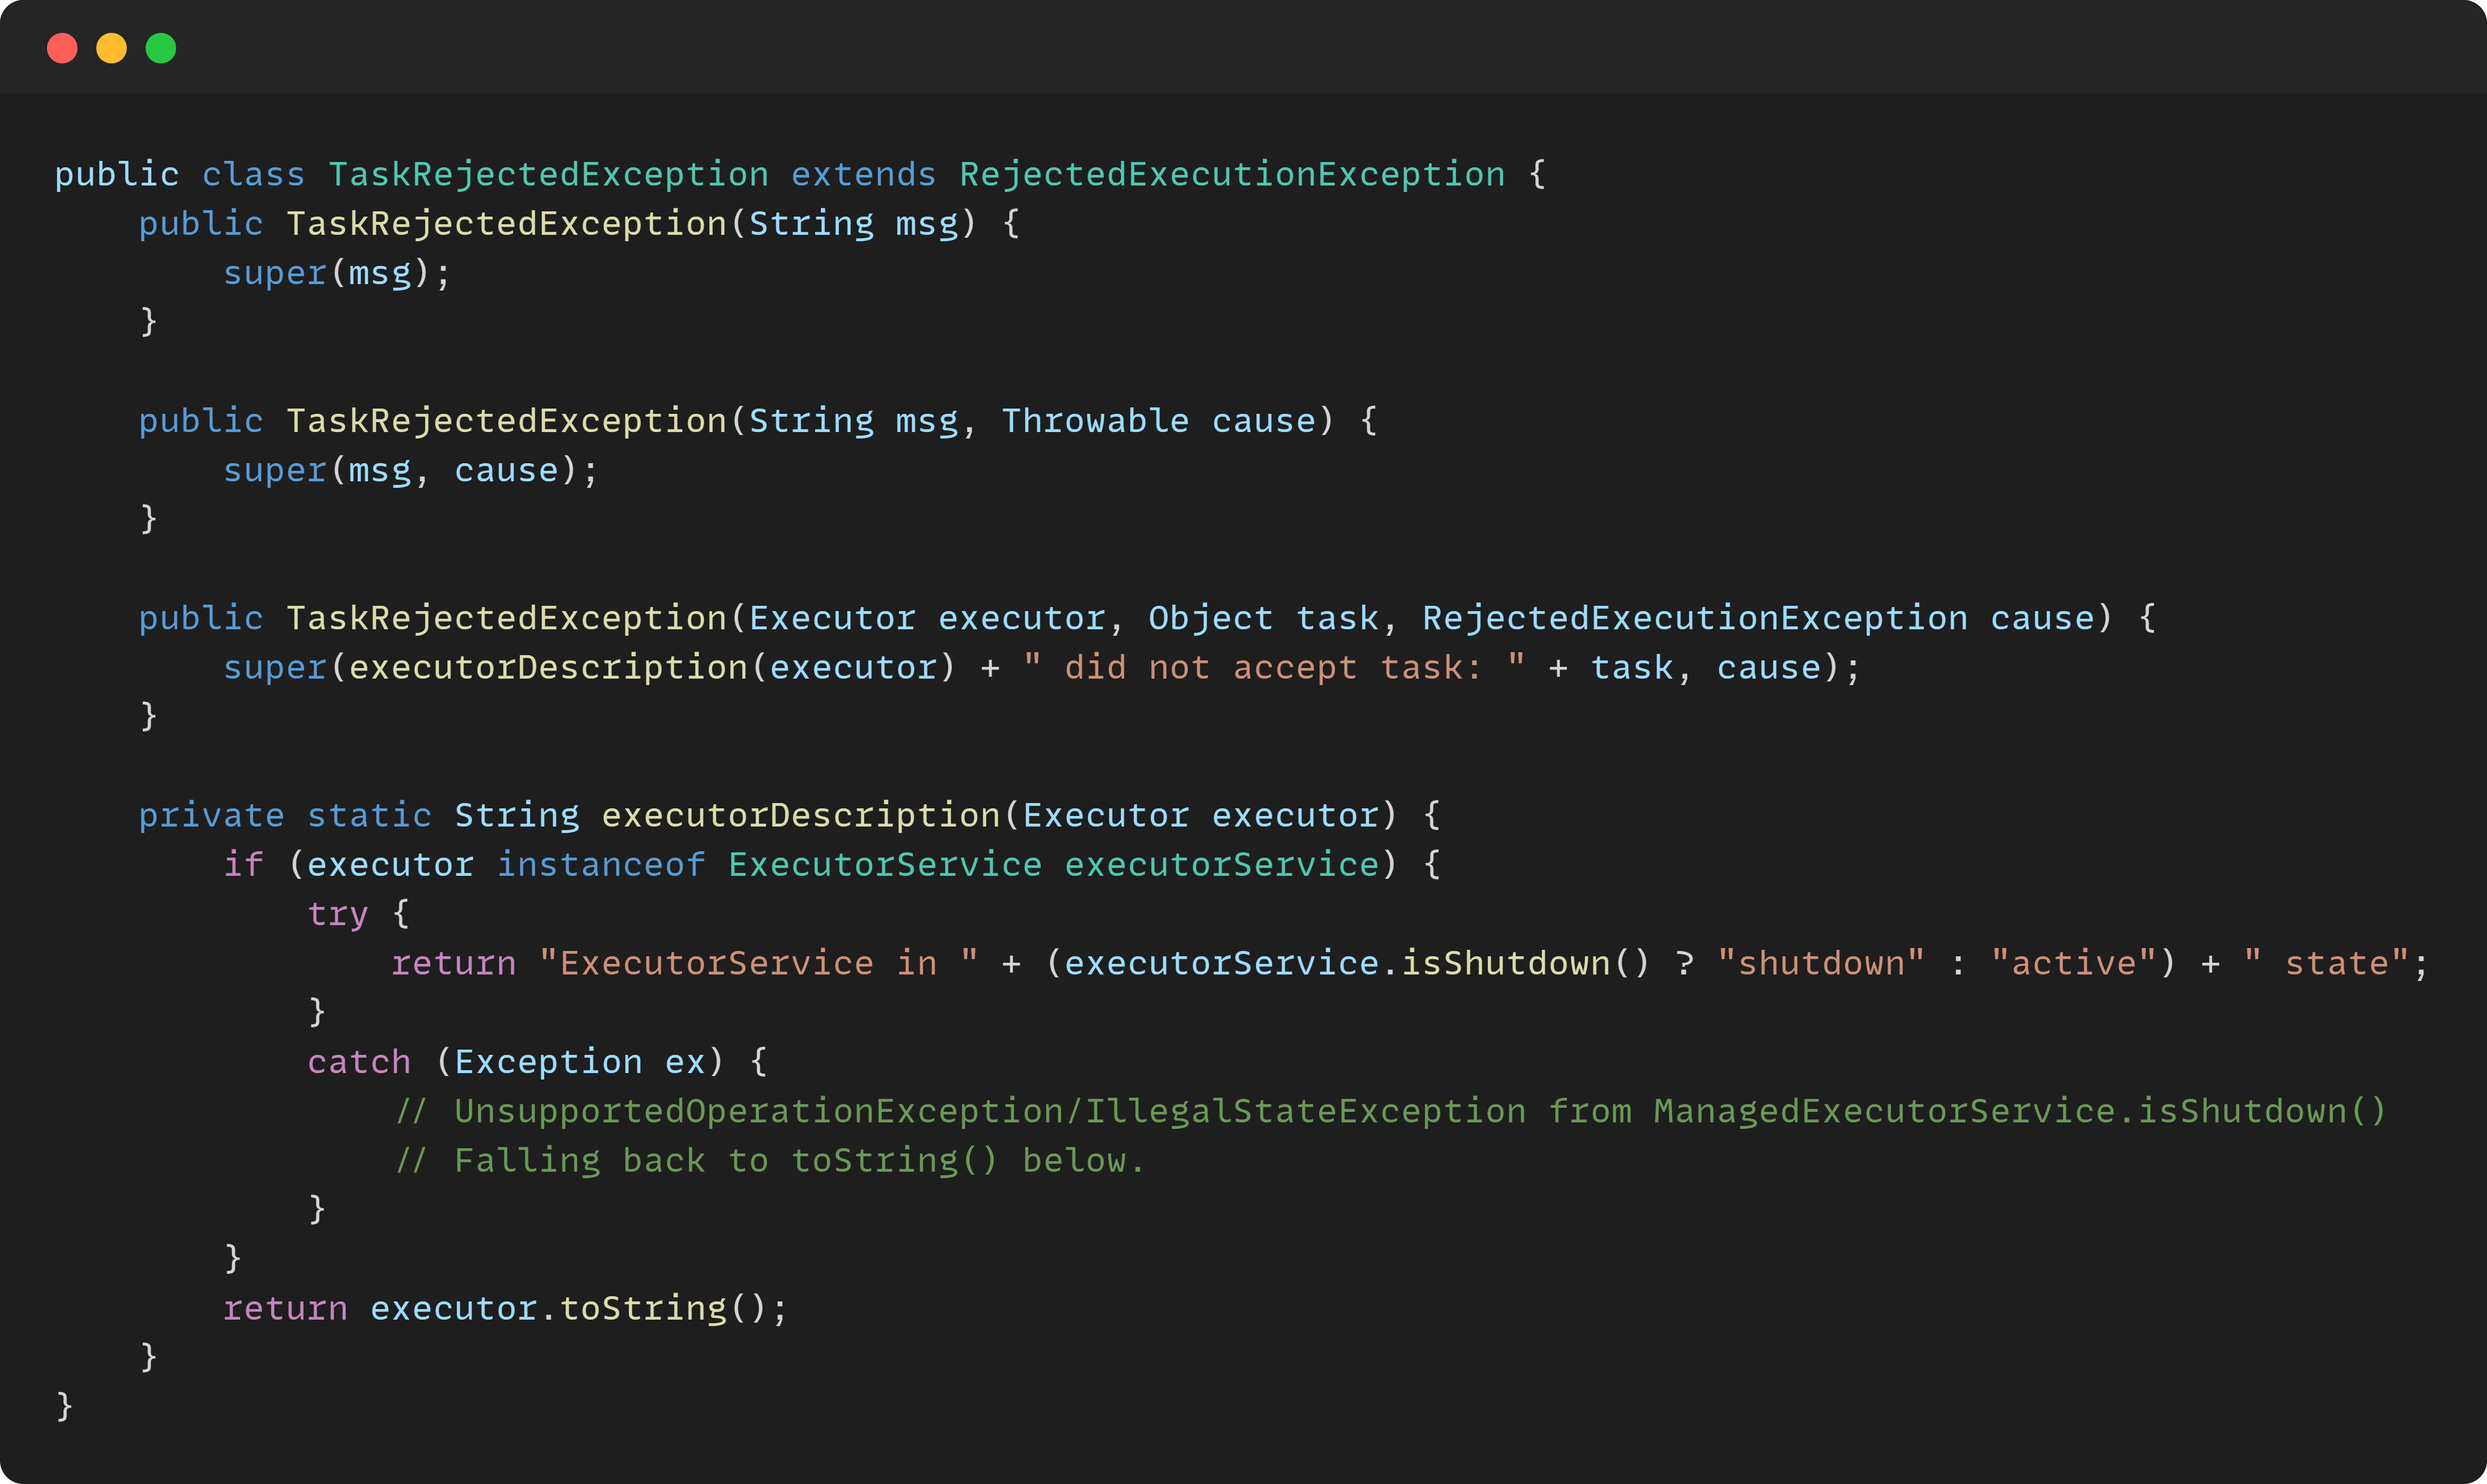 public class TaskRejectedException extends RejectedExecutionException {
    public TaskRejectedException(String msg) {
        super(msg);
    }

    public TaskRejectedException(String msg, Throwable cause) {
        super(msg, cause);
    }

    public TaskRejectedException(Executor executor, Object task, RejectedExecutionException cause) {
        super(executorDescription(executor) + " did not accept task: " + task, cause);
    }

    private static String executorDescription(Executor executor) {
        if (executor instanceof ExecutorService executorService) {
            try {
                return "ExecutorService in " + (executorService.isShutdown() ? "shutdown" : "active") + " state";
            }
            catch (Exception ex) {
                // UnsupportedOperationException/IllegalStateException from ManagedExecutorService.isShutdown()
                // Falling back to toString() below.
            }
        }
        return executor.toString();
    }
}